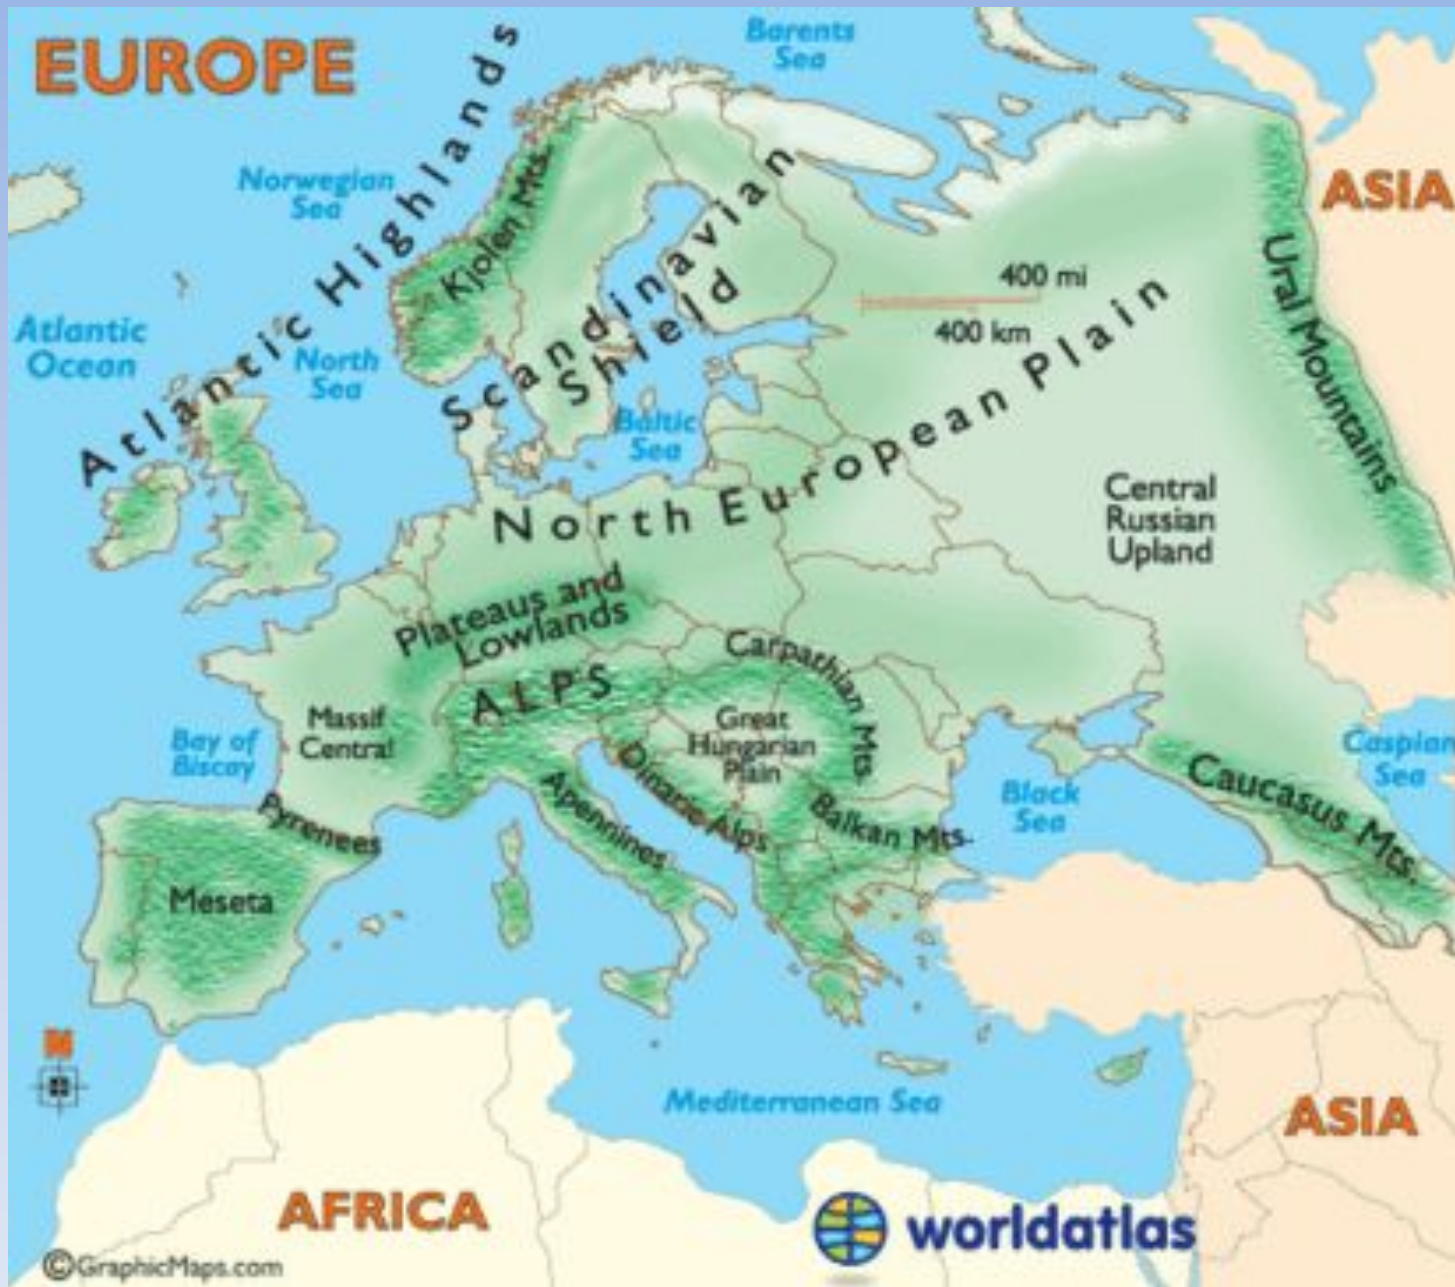 EUROPE
Barents
Sea
Atlantic Highlands
Norwegian
Sea
Kjolen Mts.
ASIA
Scandinavian
Shield
400 mi
400 km
Ural Mountains
Atlantic
Ocean
North
Sea
Baltic
Sea
North European Plain
Central
Russian
Upland
Plateaus and
Lowlands
Carpathian Mts.
ALPS
Massif
Central
Great
Hungarian
Plain
Bay of
Biscay
Caspian
Sea
Dinaric Alps
Apennines
Black
Sea
Caucasus Mts.
Pyrenees
Balkan Mts.
Meseta
N
Mediterranean Sea
ASIA
AFRICA
worldatlas
©GraphicMaps.com